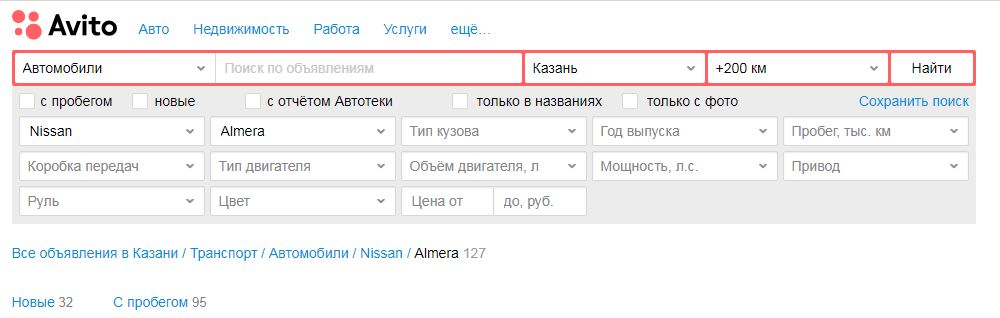 Avito Авто Недвижимость Работа Услуги ещё...
Автомобили Поиск по объявлениям Казань +200 км Найти
с пробегом новые с отчётом Автотеки только в названиях только с фото Сохранить поиск
Nissan Almera Тип кузова Год выпуска Пробег, тыс. км
Коробка передач Тип двигателя Объём двигателя, л Мощность, л.с. Привод
Руль Цвет Цена от до, руб.
Все объявления в Казани / Транспорт / Автомобили / Nissan / Almera 127
Новые 32 С пробегом 95